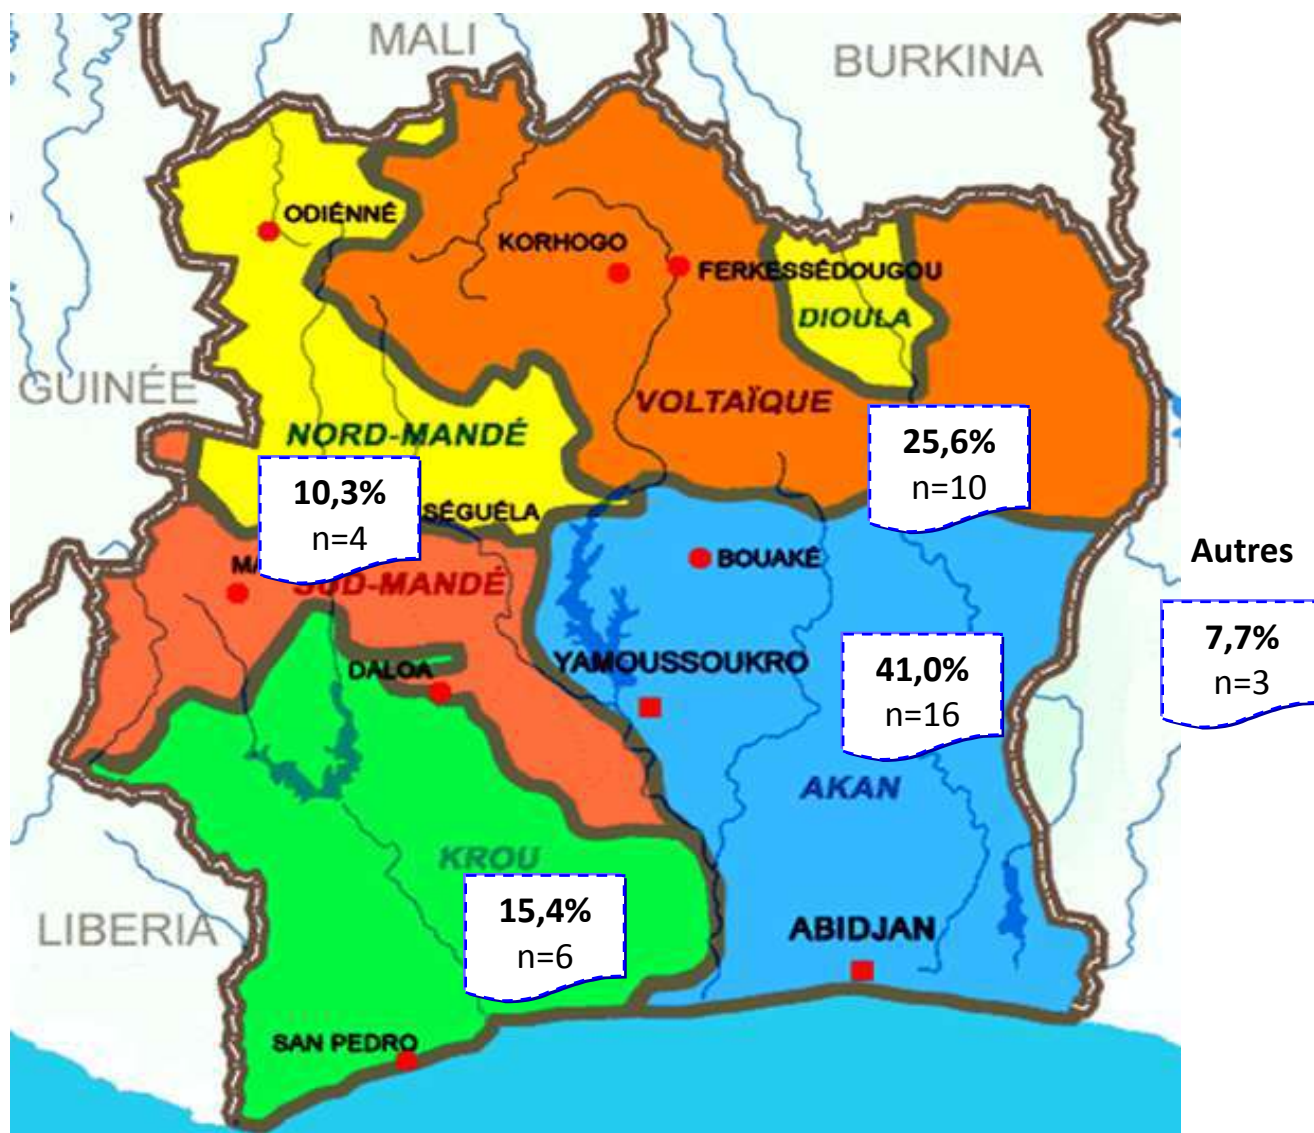 MALI
BURKINA
ODIÉNNÉ
KORHOGO
FERKESSÉDOUGOU
DIOULA
GUINÉE
VOLTAÏQUE
NORD-MANDÉ
25,6%
n=10
10,3%
n=4
SÉGUÉLA
Autres
BOUAKÉ
SUD-MANDÉ
7,7%
n=3
DALOA
YAMOUSSOUKRO
41,0%
n=16
AKAN
KROU
15,4%
n=6
LIBERIA
ABIDJAN
SAN PEDRO